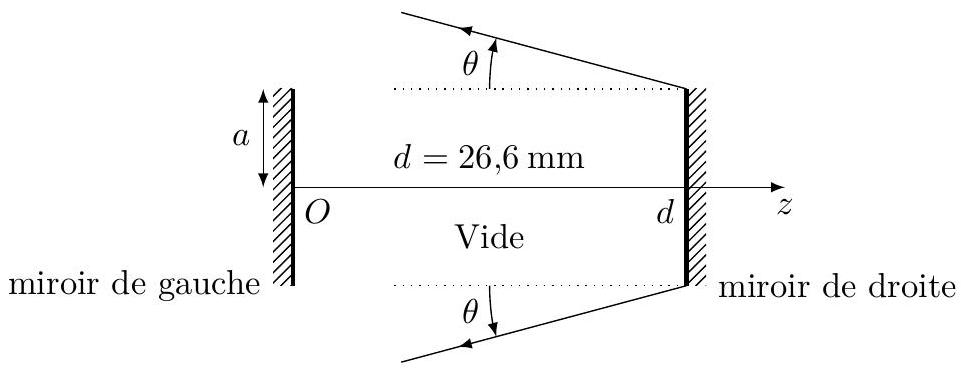 θ
a
d = 26,6 mm
O
d
z
Vide
miroir de gauche
miroir de droite
θ